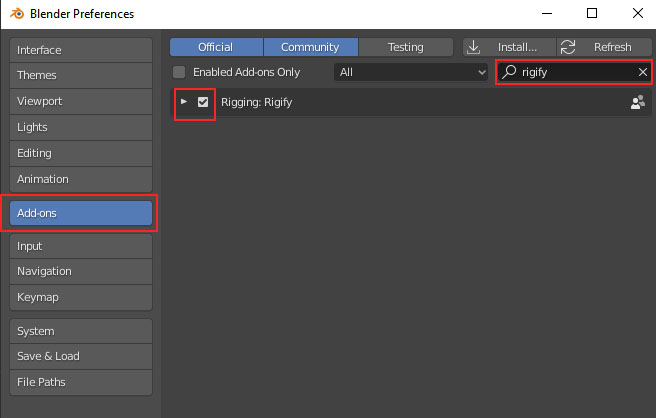 Blender Preferences
Interface
Themes
Viewport
Lights
Editing
Animation
Add-ons
Input
Navigation
Keymap
System
Save & Load
File Paths
Official Community Testing Install... Refresh
Enabled Add-ons Only All rigify
Rigging: Rigify